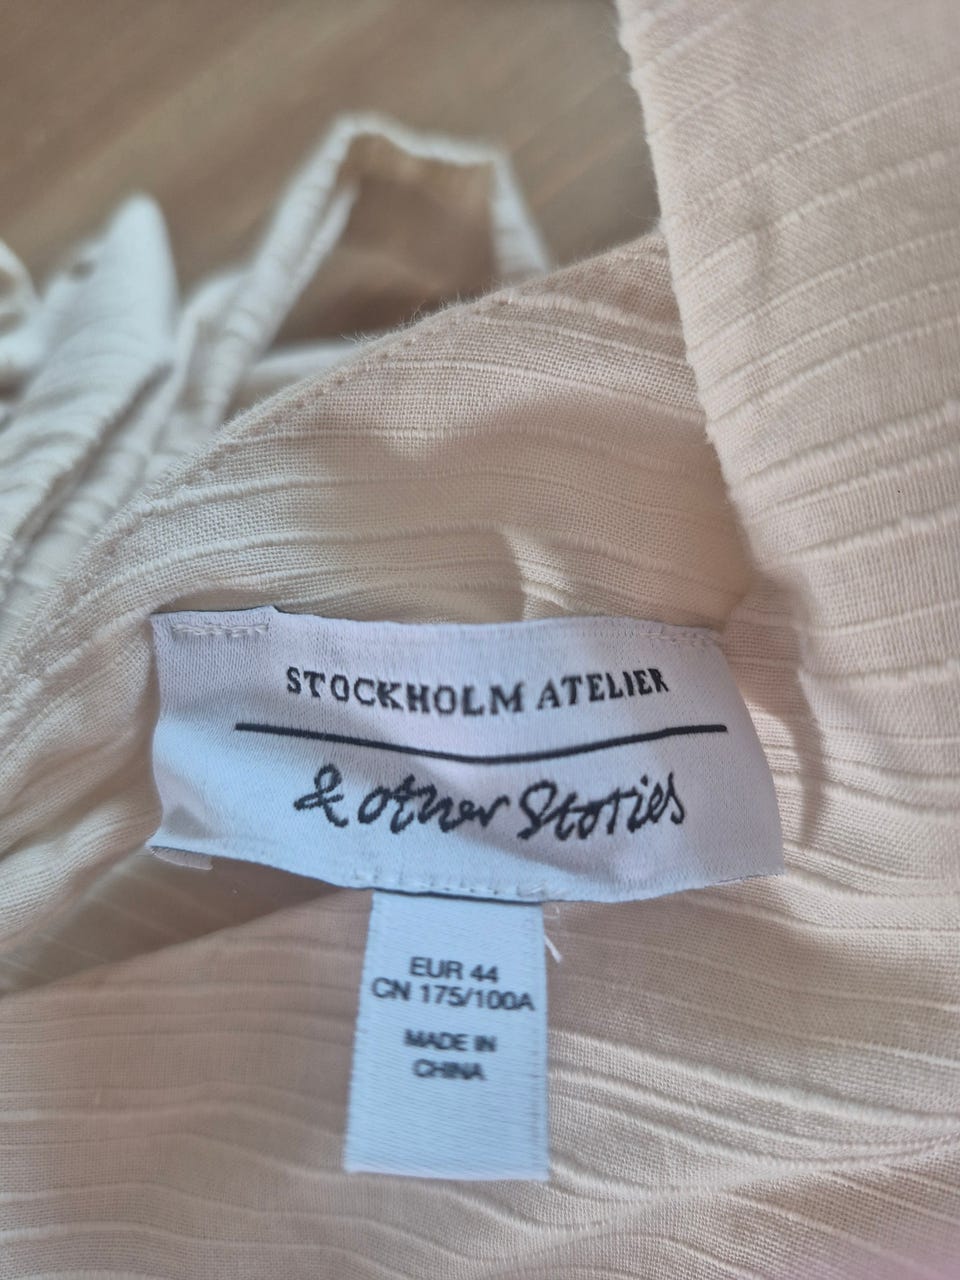 STOCKHOLM ATELIER
& other Stories
EUR 44
CN 175/100A
MADE IN
CHINA